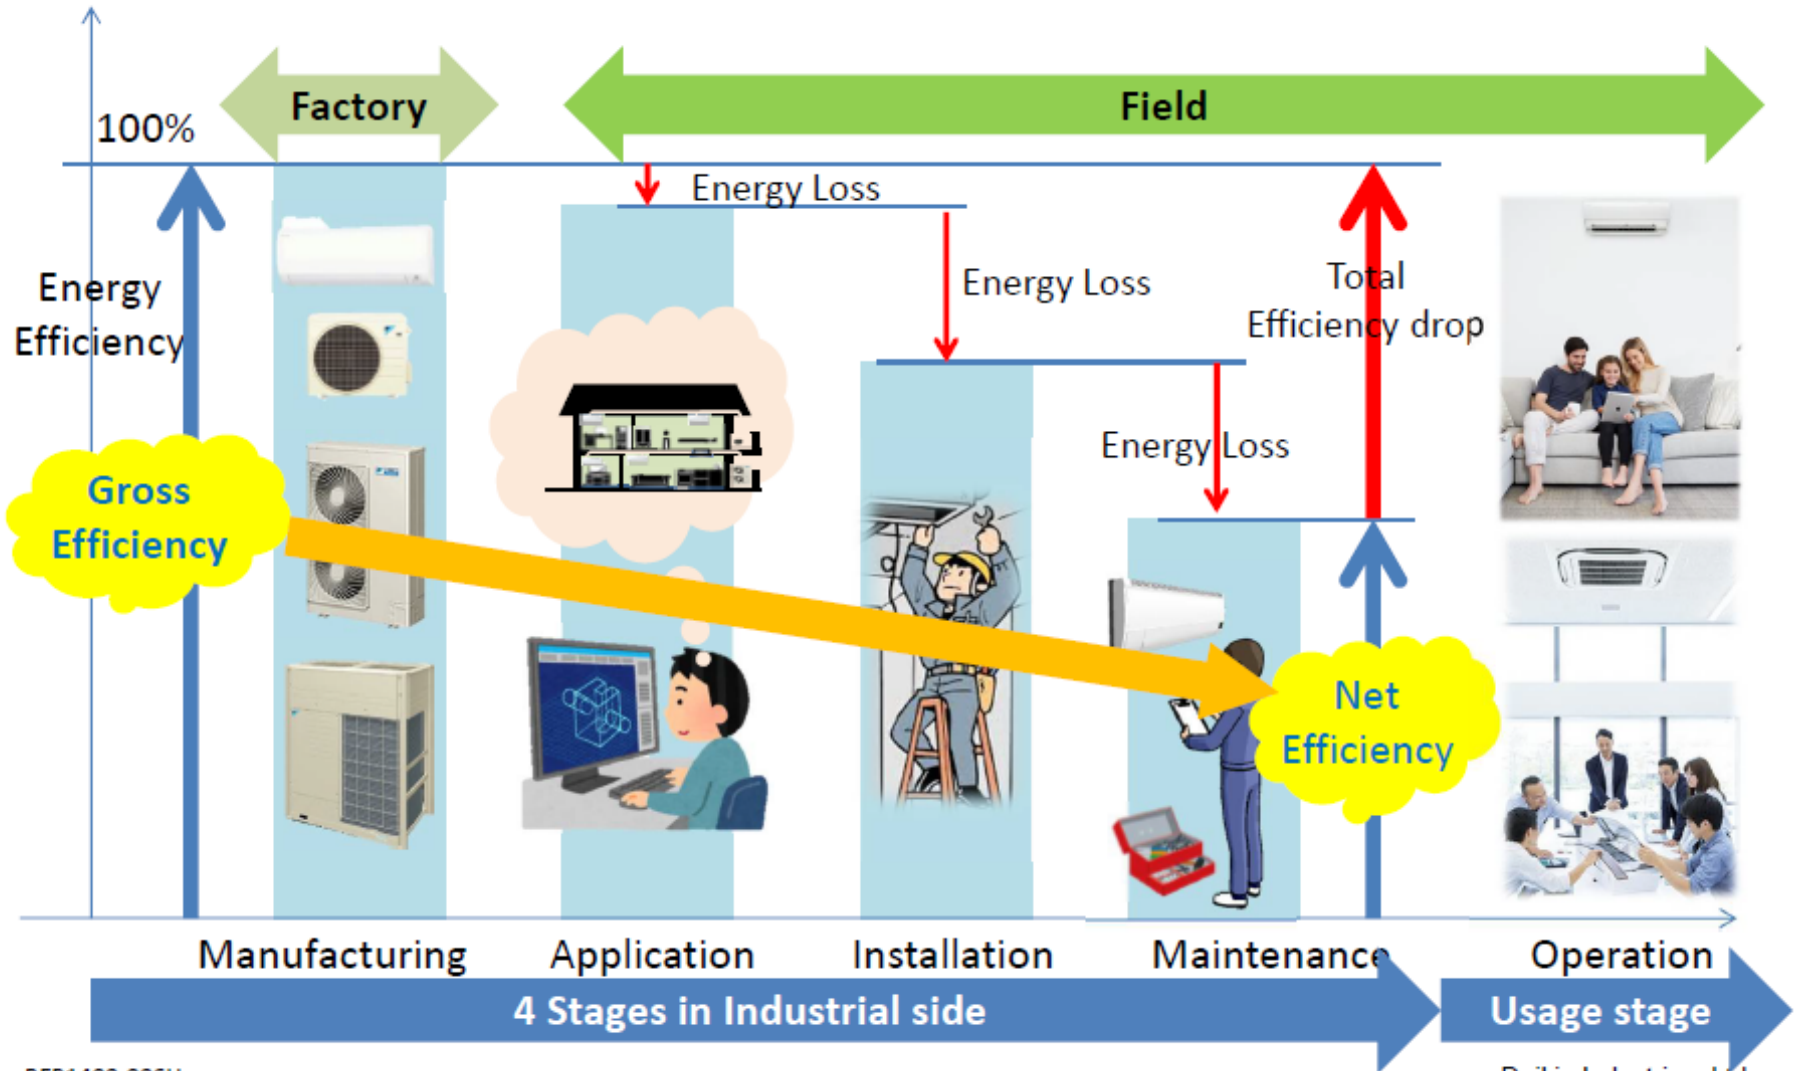 Factory
Field
100%
Energy Loss
Energy
Efficiency
Energy Loss
Total
Efficiency drop
Energy Loss
Gross
Efficiency
Net
Efficiency
Manufacturing
Application
Installation
Maintenance
Operation
4 Stages in Industrial side
Usage stage